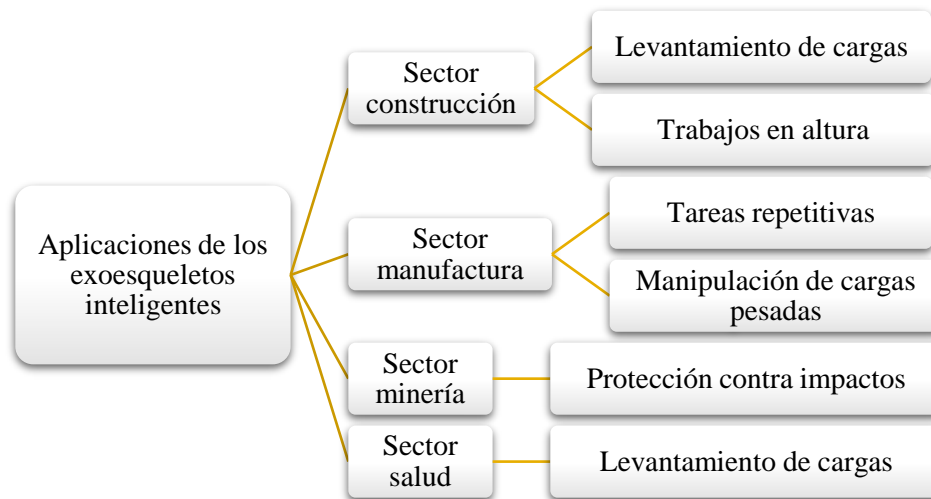 Aplicaciones de los
exoesqueletos
inteligentes
Sector
construcción
Levantamiento de cargas
Trabajos en altura
Sector
manufactura
Tareas repetitivas
Manipulación de cargas
pesadas
Sector
minería
Protección contra impactos
Sector
salud
Levantamiento de cargas